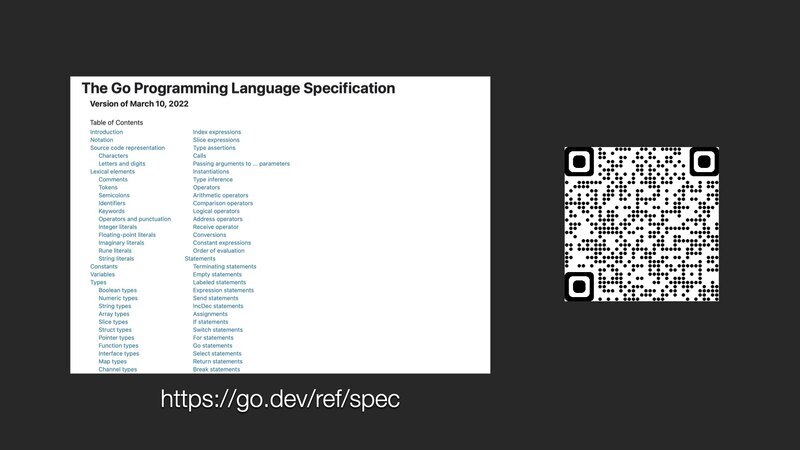 The Go Programming Language Specification
Version of March 10, 2022
Table of Contents
Introduction
Notation
Source code representation
Characters
Letters and digits
Lexical elements
Comments
Tokens
Semicolons
Identifiers
Keywords
Operators and punctuation
Integer literals
Floating-point literals
Imaginary literals
Rune literals
String literals
Constants
Variables
Types
Boolean types
Numeric types
String types
Array types
Slice types
Struct types
Pointer types
Function types
Interface types
Map types
Channel types
Index expressions
Slice expressions
Type assertions
Calls
Passing arguments to ... parameters
Instantiations
Type inference
Operators
Arithmetic operators
Comparison operators
Logical operators
Address operators
Receive operator
Conversions
Constant expressions
Order of evaluation
Statements
Terminating statements
Empty statements
Labeled statements
Expression statements
Send statements
IncDec statements
Assignments
If statements
Switch statements
For statements
Go statements
Select statements
Return statements
Break statements
https://go.dev/ref/spec